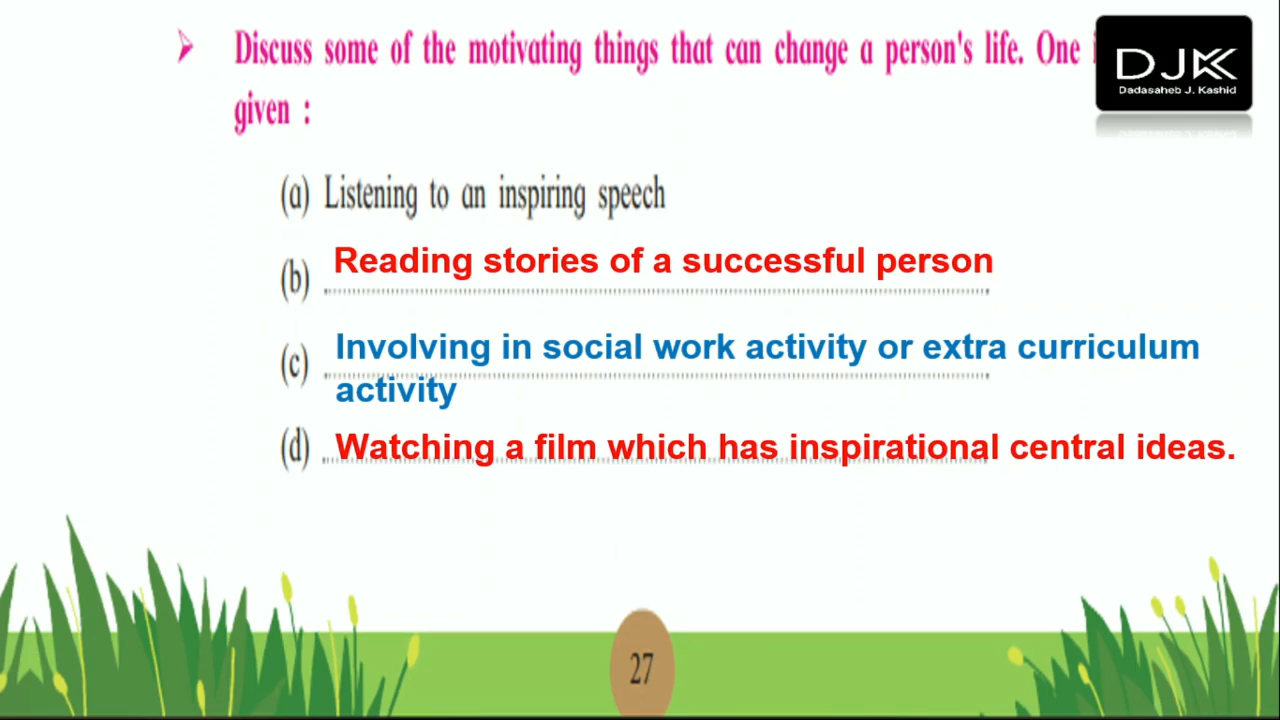 Discuss some of the motivating things that can change a person's life. One
given :
(a) Listening to an inspiring speech
(b) Reading stories of a successful person
(c) Involving in social work activity or extra curriculum
activity
(d) Watching a film which has inspirational central ideas.
DJK
Dadasaheb J. Kashid
27